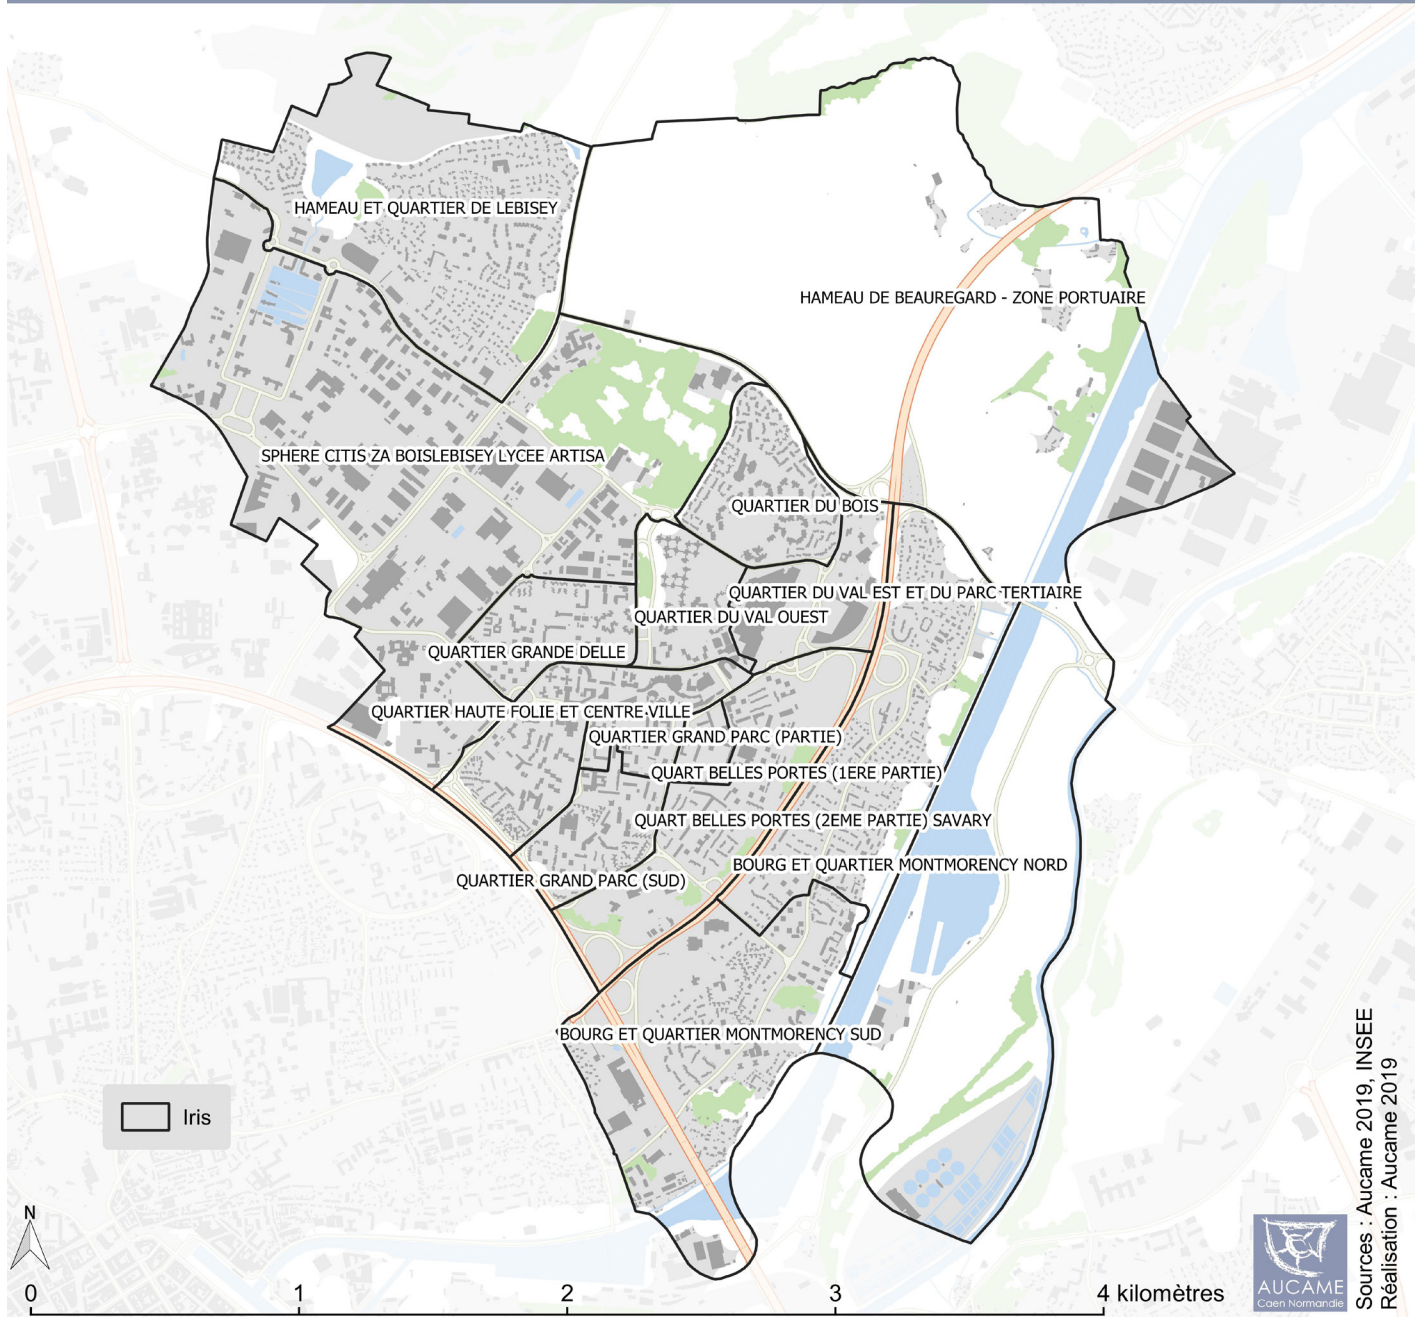 HAMEAU ET QUARTIER DE LEBISEY
HAMEAU DE BEAUREGARD - ZONE PORTUAIRE
SPHERE CITIS ZA BOISLEBISEY LYCEE ARTISA
QUARTIER DU BOIS
QUARTIER DU VAL EST ET DU PARC TERTIAIRE
QUARTIER DU VAL OUEST
QUARTIER GRANDE DELLE
QUARTIER HAUTE FOLIE ET CENTRE VILLE
QUARTIER GRAND PARC (PARTIE)
QUART BELLES PORTES (1ERE PARTIE)
QUART BELLES PORTES (2EME PARTIE) SAVARY
BOURG ET QUARTIER MONTMORENCY NORD
QUARTIER GRAND PARC (SUD)
BOURG ET QUARTIER MONTMORENCY SUD
Iris
N
0 1 2 3 4 kilomètres
AUCAME
Caen Normandie
Sources : Aucame 2019, INSEE
Réalisation : Aucame 2019